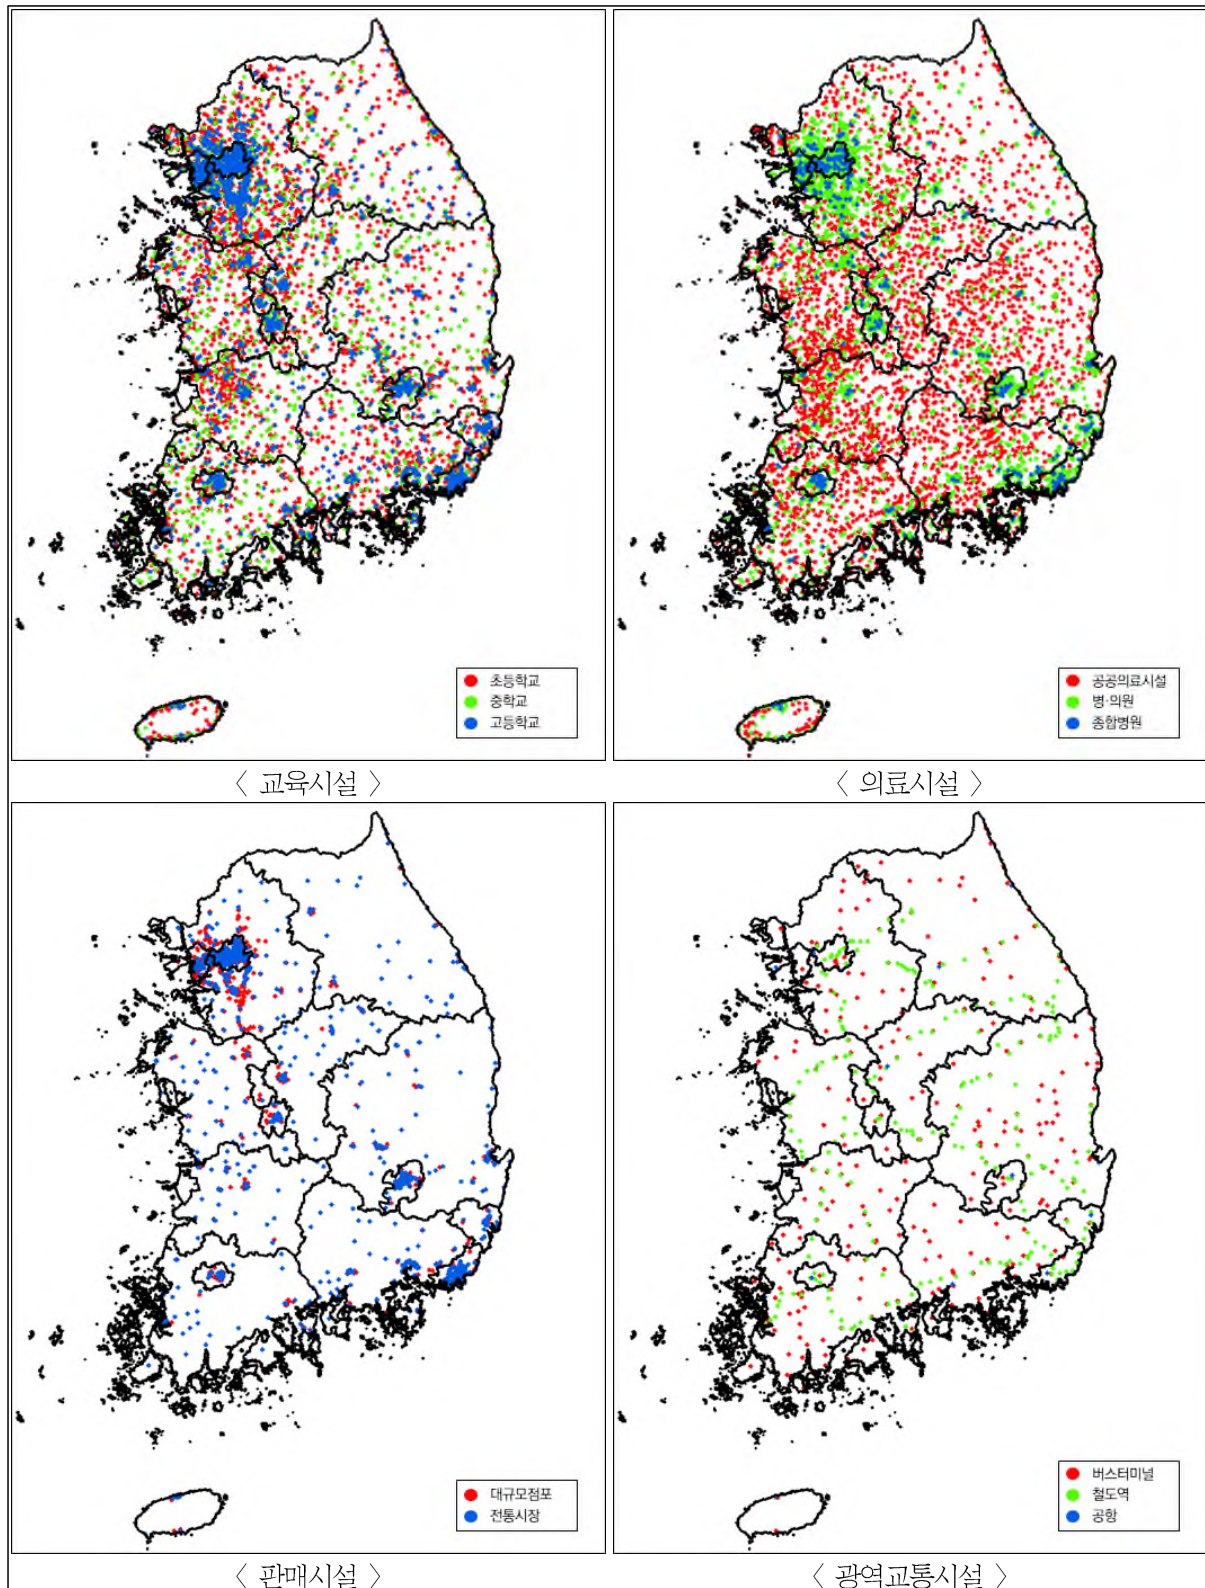 초등학교
중학교
고등학교
공공의료시설
병·의원
종합병원
〈 교육시설 〉
〈 의료시설 〉
대규모점포
전통시장
버스터미널
철도역
공항
〈 판매시설 〉
〈 광역교통시설 〉